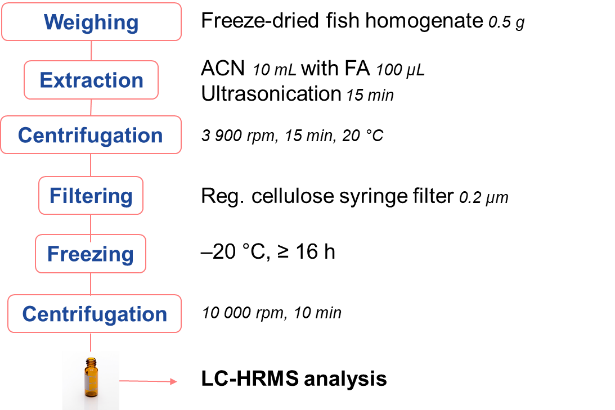 Weighing
Freeze-dried fish homogenate 0.5 g
Extraction
ACN 10 mL with FA 100 µL
Ultrasonication 15 min
Centrifugation
3 900 rpm, 15 min, 20 °C
Filtering
Reg. cellulose syringe filter 0.2 µm
Freezing
–20 °C, ≥ 16 h
Centrifugation
10 000 rpm, 10 min
LC-HRMS analysis